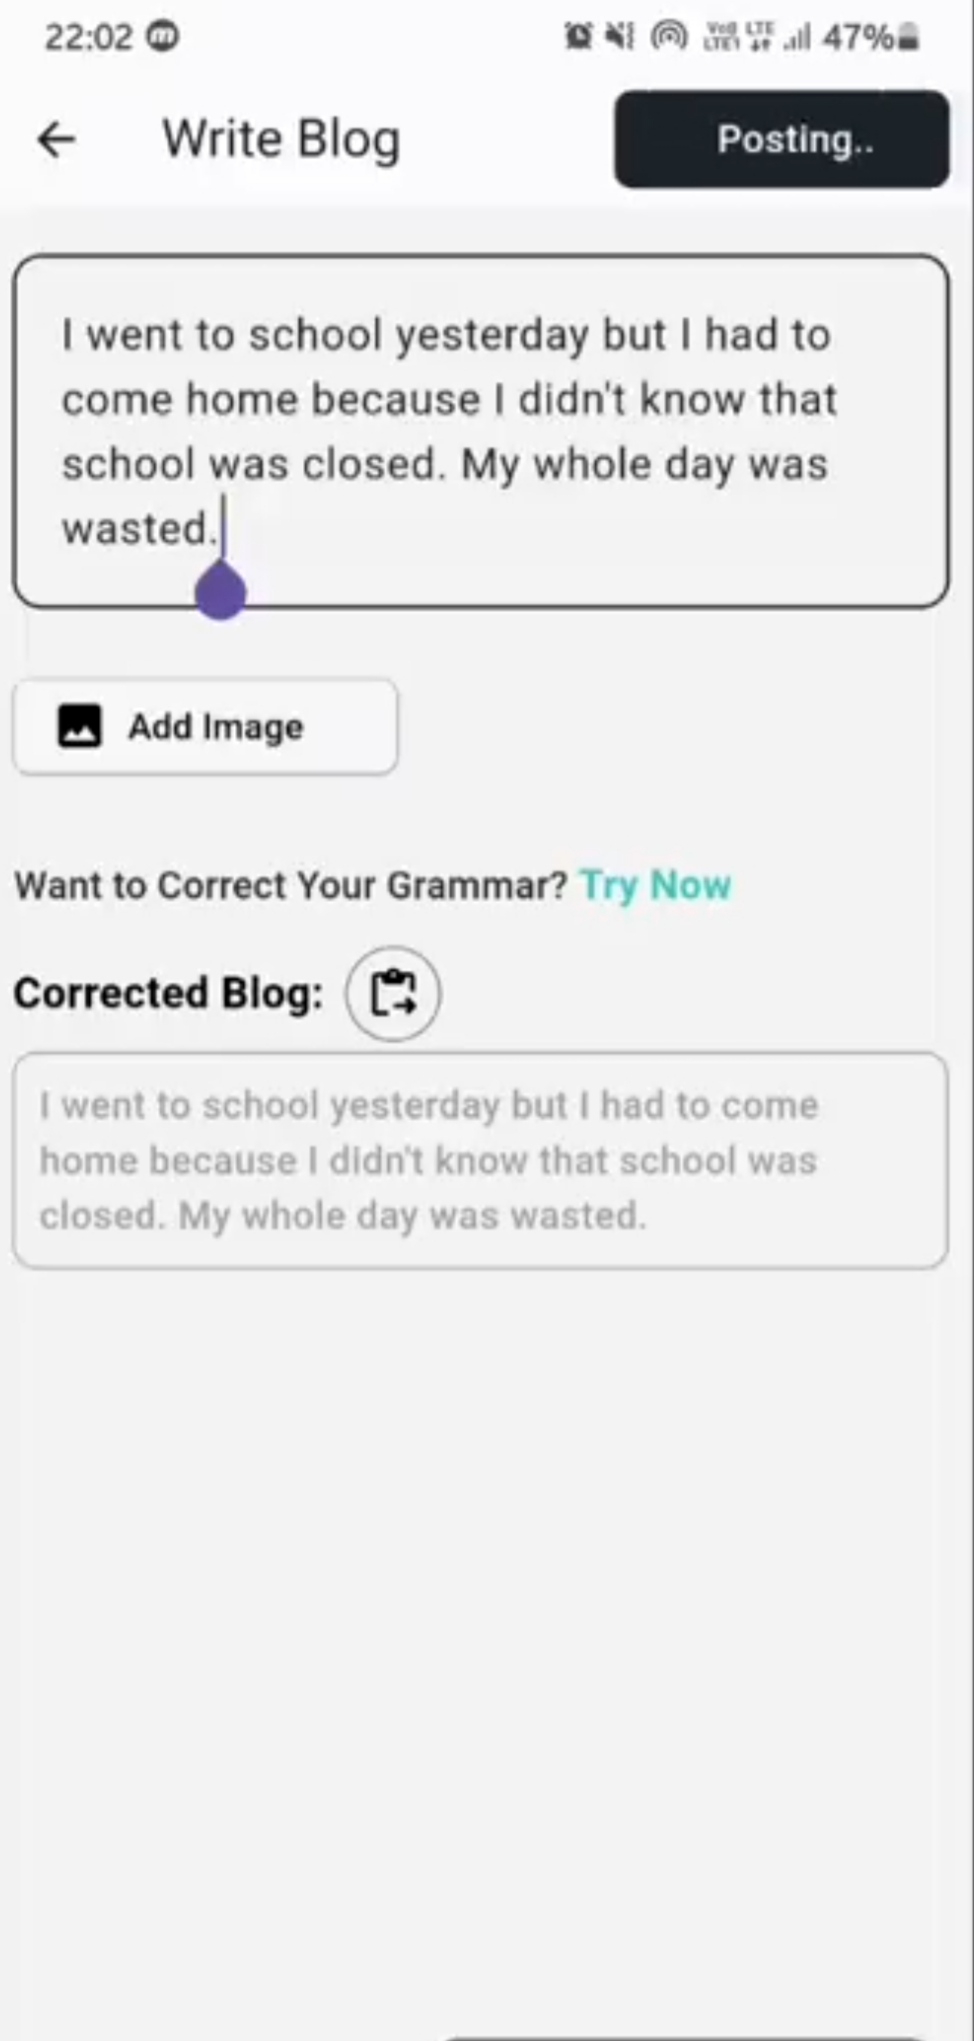 22:02
VoB LTE
LTE1
47%
Write Blog
Posting..
I went to school yesterday but I had to
come home because I didn't know that
school was closed. My whole day was
wasted.
Add Image
Want to Correct Your Grammar? Try Now
Corrected Blog:
I went to school yesterday but I had to come
home because I didn't know that school was
closed. My whole day was wasted.